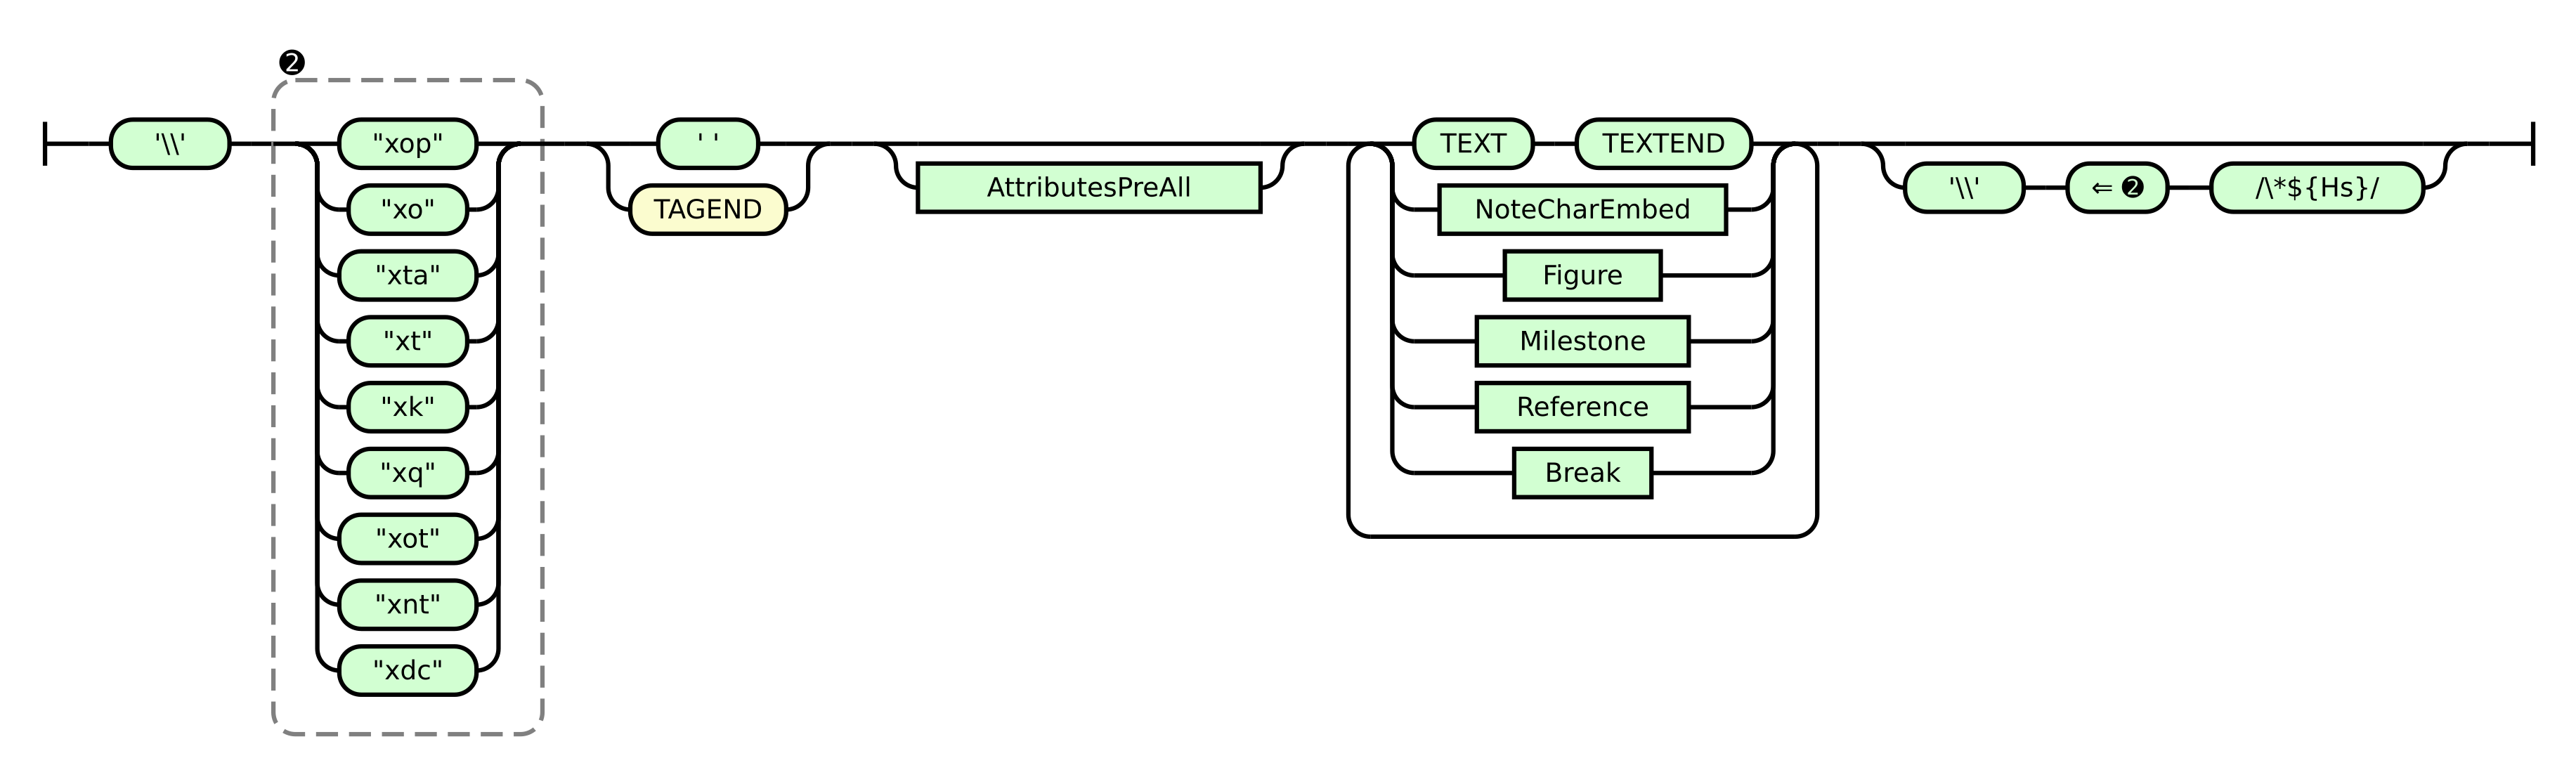 ❷
'\\' "xop" ' ' TEXT TEXTEND
AttributesPreAll '\\' ⇐ ❷ /\*${Hs}/
"xo" TAGEND NoteCharEmbed
"xta" Figure
"xt" Milestone
"xk" Reference
"xq" Break
"xot"
"xnt"
"xdc"